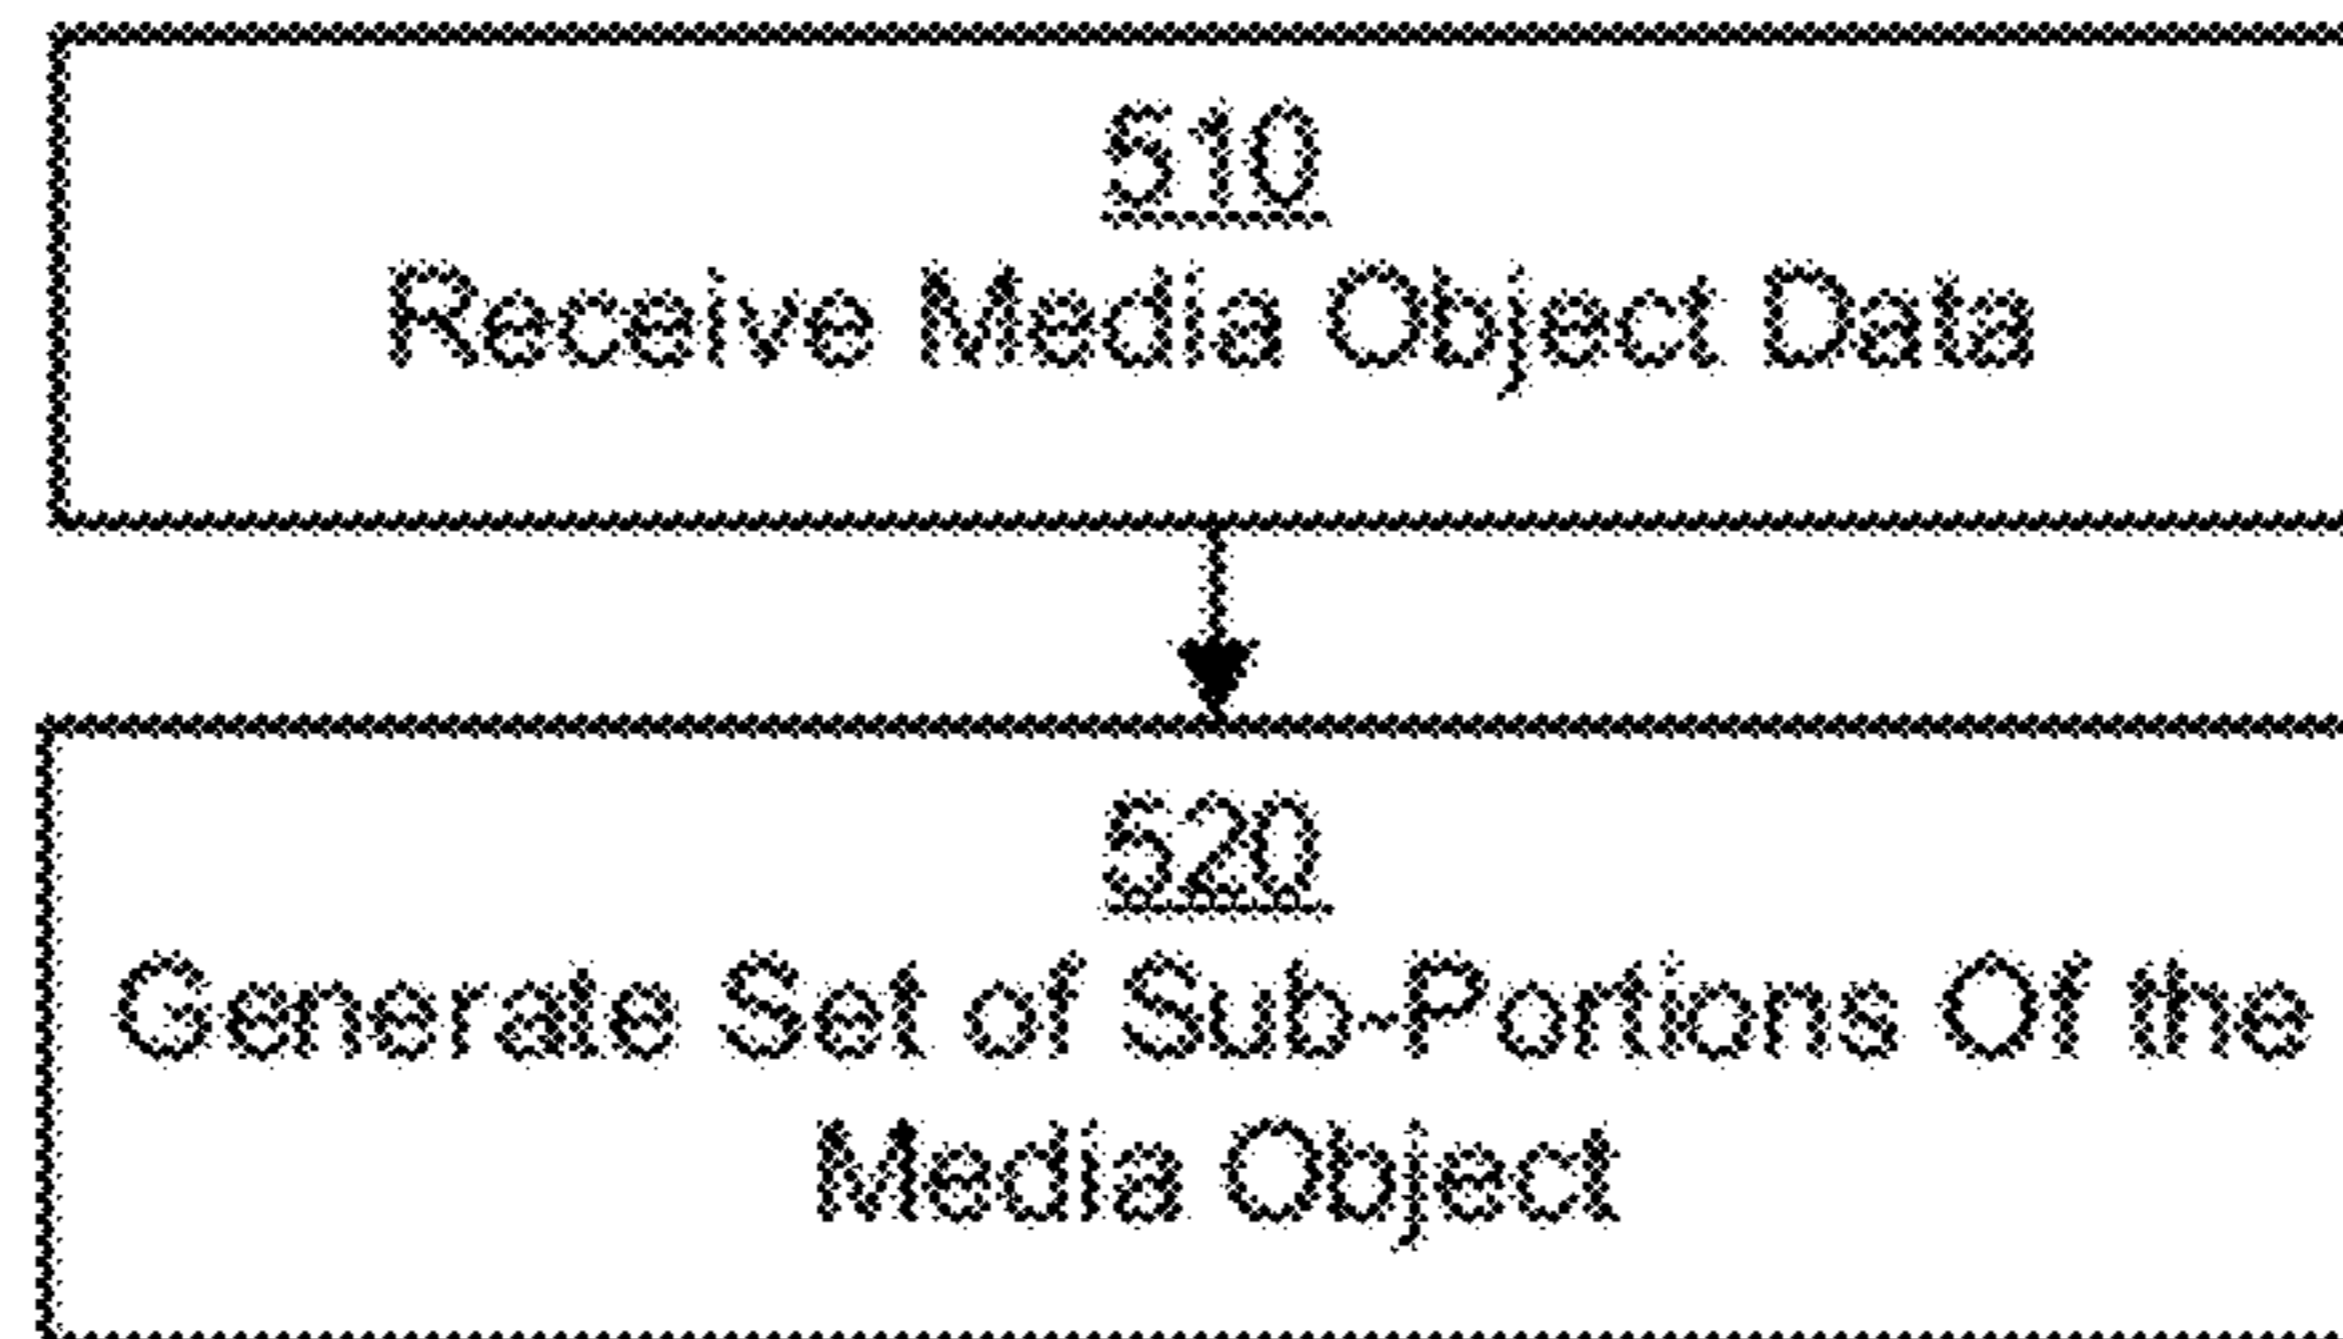 510
Receive Media Object Data
520
Generate Set of Sub-Portions Of the
Media Object